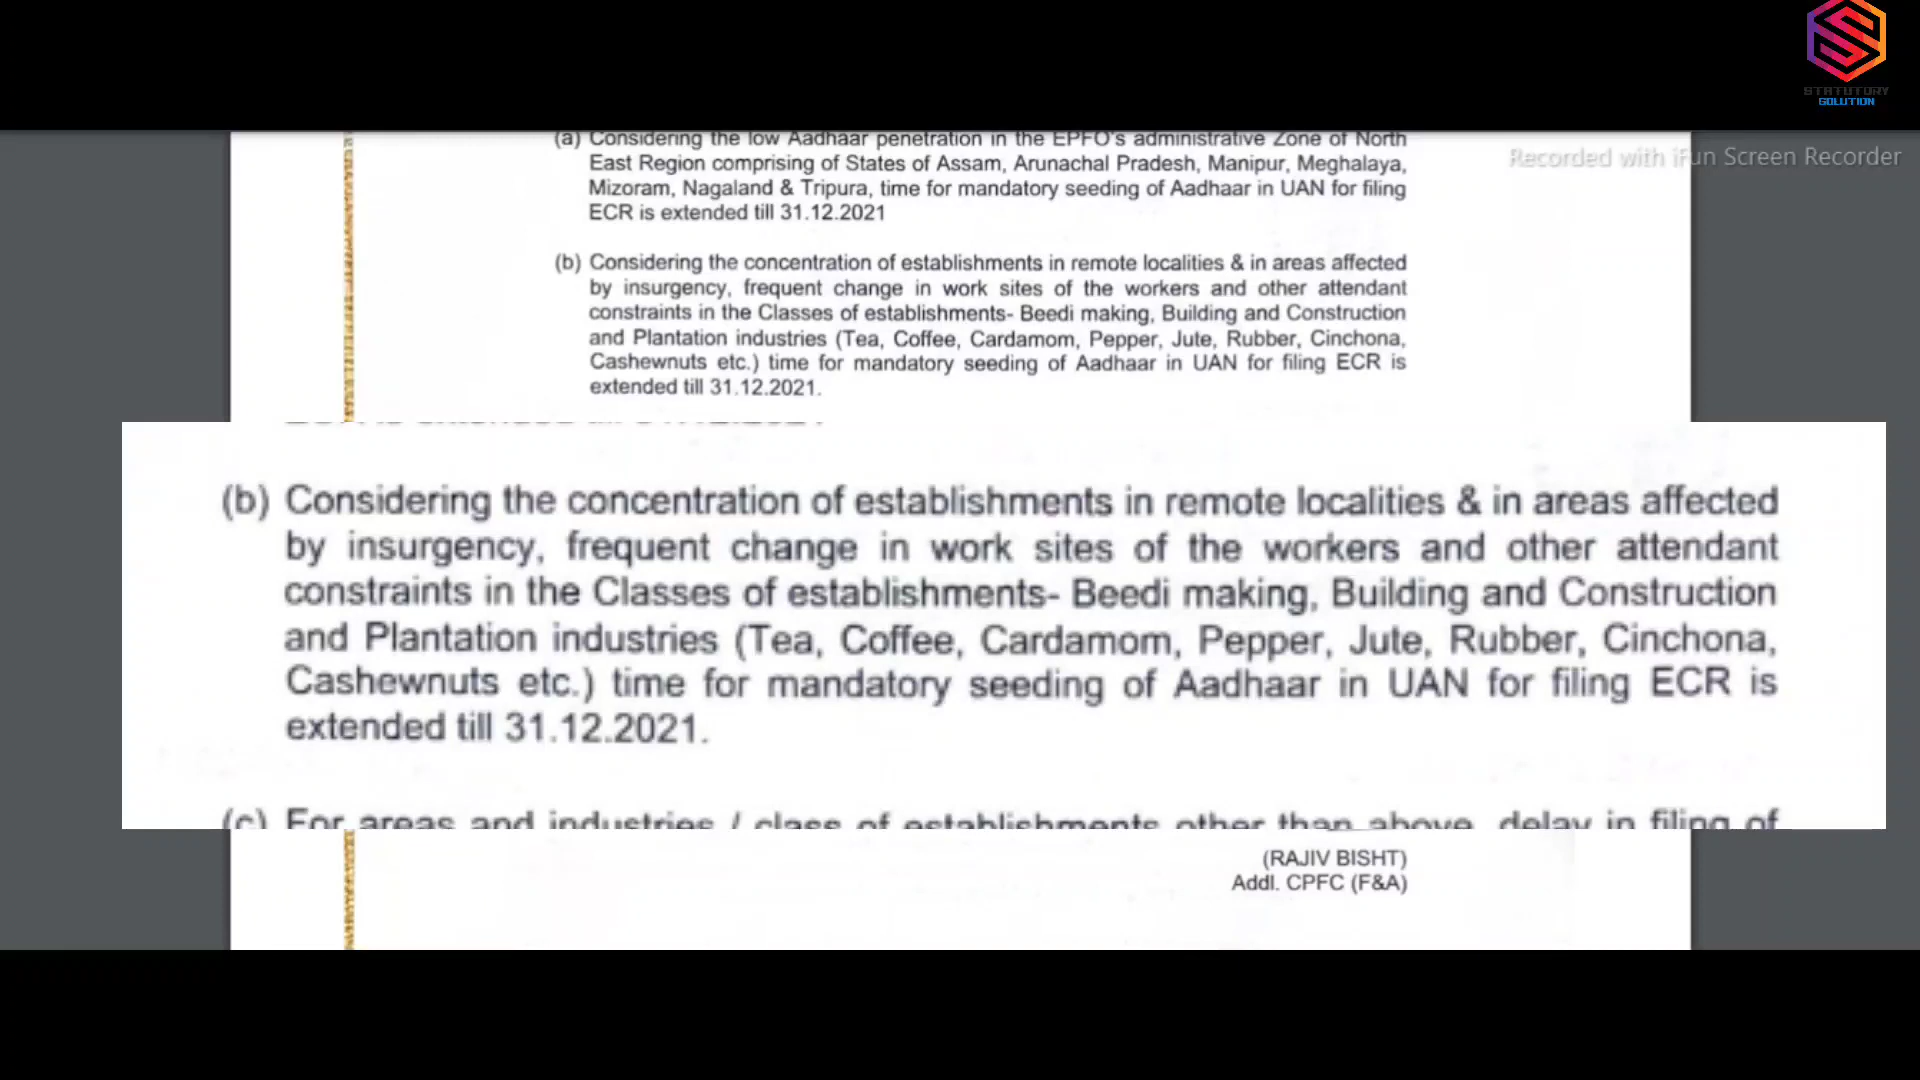 STATUTORY
SOLUTION
Recorded with iFun Screen Recorder
(a) Considering the low Aadhaar penetration in the EPFO's administrative Zone of North
East Region comprising of States of Assam, Arunachal Pradesh, Manipur, Meghalaya,
Mizoram, Nagaland & Tripura, time for mandatory seeding of Aadhaar in UAN for filing
ECR is extended till 31.12.2021
(b) Considering the concentration of establishments in remote localities & in areas affected
by insurgency, frequent change in work sites of the workers and other attendant
constraints in the Classes of establishments- Beedi making, Building and Construction
and Plantation industries (Tea, Coffee, Cardamom, Pepper, Jute, Rubber, Cinchona,
Cashewnuts etc.) time for mandatory seeding of Aadhaar in UAN for filing ECR is
extended till 31.12.2021.
(b) Considering the concentration of establishments in remote localities & in areas affected
by insurgency, frequent change in work sites of the workers and other attendant
constraints in the Classes of establishments- Beedi making, Building and Construction
and Plantation industries (Tea, Coffee, Cardamom, Pepper, Jute, Rubber, Cinchona,
Cashewnuts etc.) time for mandatory seeding of Aadhaar in UAN for filing ECR is
extended till 31.12.2021.
(c) For areas and industries / class of establishments other than above, delay in filing of
(RAJIV BISHT)
Addl. CPFC (F&A)